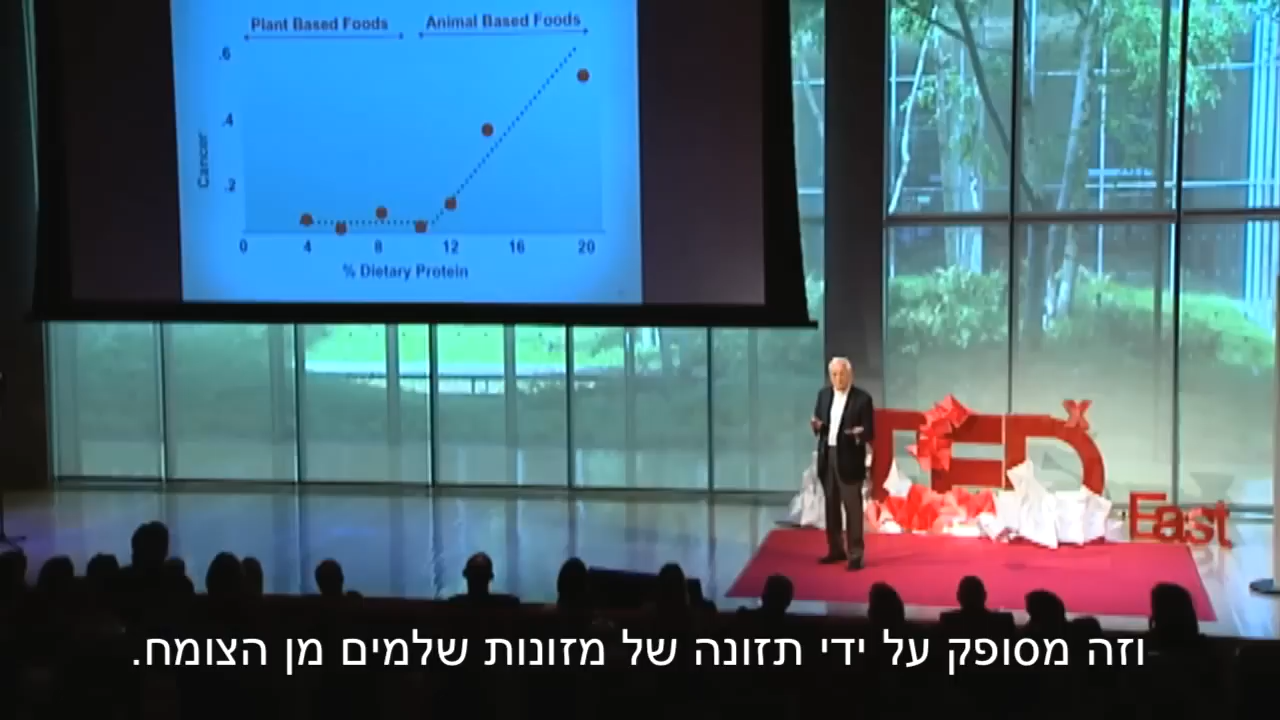 Plant Based Foods
Animal Based Foods
.6
.4
.2
Cancer
0 4 8 12 16 20
% Dietary Protein
TEDx
East
וזה מסופק על ידי תזונה של מזונות שלמים מן הצומח.